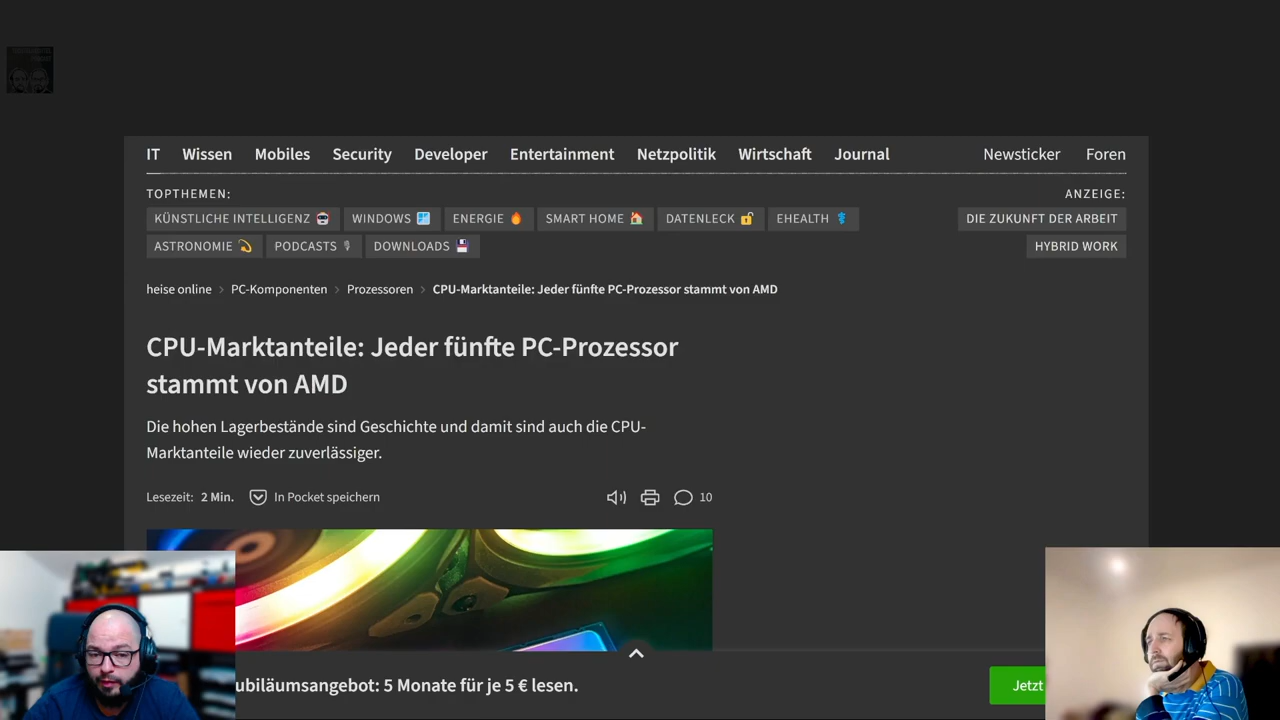 IT Wissen Mobiles Security Developer Entertainment Netzpolitik Wirtschaft Journal Newsticker Foren
TOPTHEMEN: ANZEIGE:
KÜNSTLICHE INTELLIGENZ WINDOWS ENERGIE SMART HOME DATENLECK EHEALTH DIE ZUKUNFT DER ARBEIT
ASTRONOMIE PODCASTS DOWNLOADS HYBRID WORK
heise online > PC-Komponenten > Prozessoren > CPU-Marktanteile: Jeder fünfte PC-Prozessor stammt von AMD
CPU-Marktanteile: Jeder fünfte PC-Prozessor
stammt von AMD
Die hohen Lagerbestände sind Geschichte und damit sind auch die CPU-
Marktanteile wieder zuverlässiger.
Lesezeit: 2 Min. In Pocket speichern 10
ubiläumsangebot: 5 Monate für je 5 € lesen. Jetzt